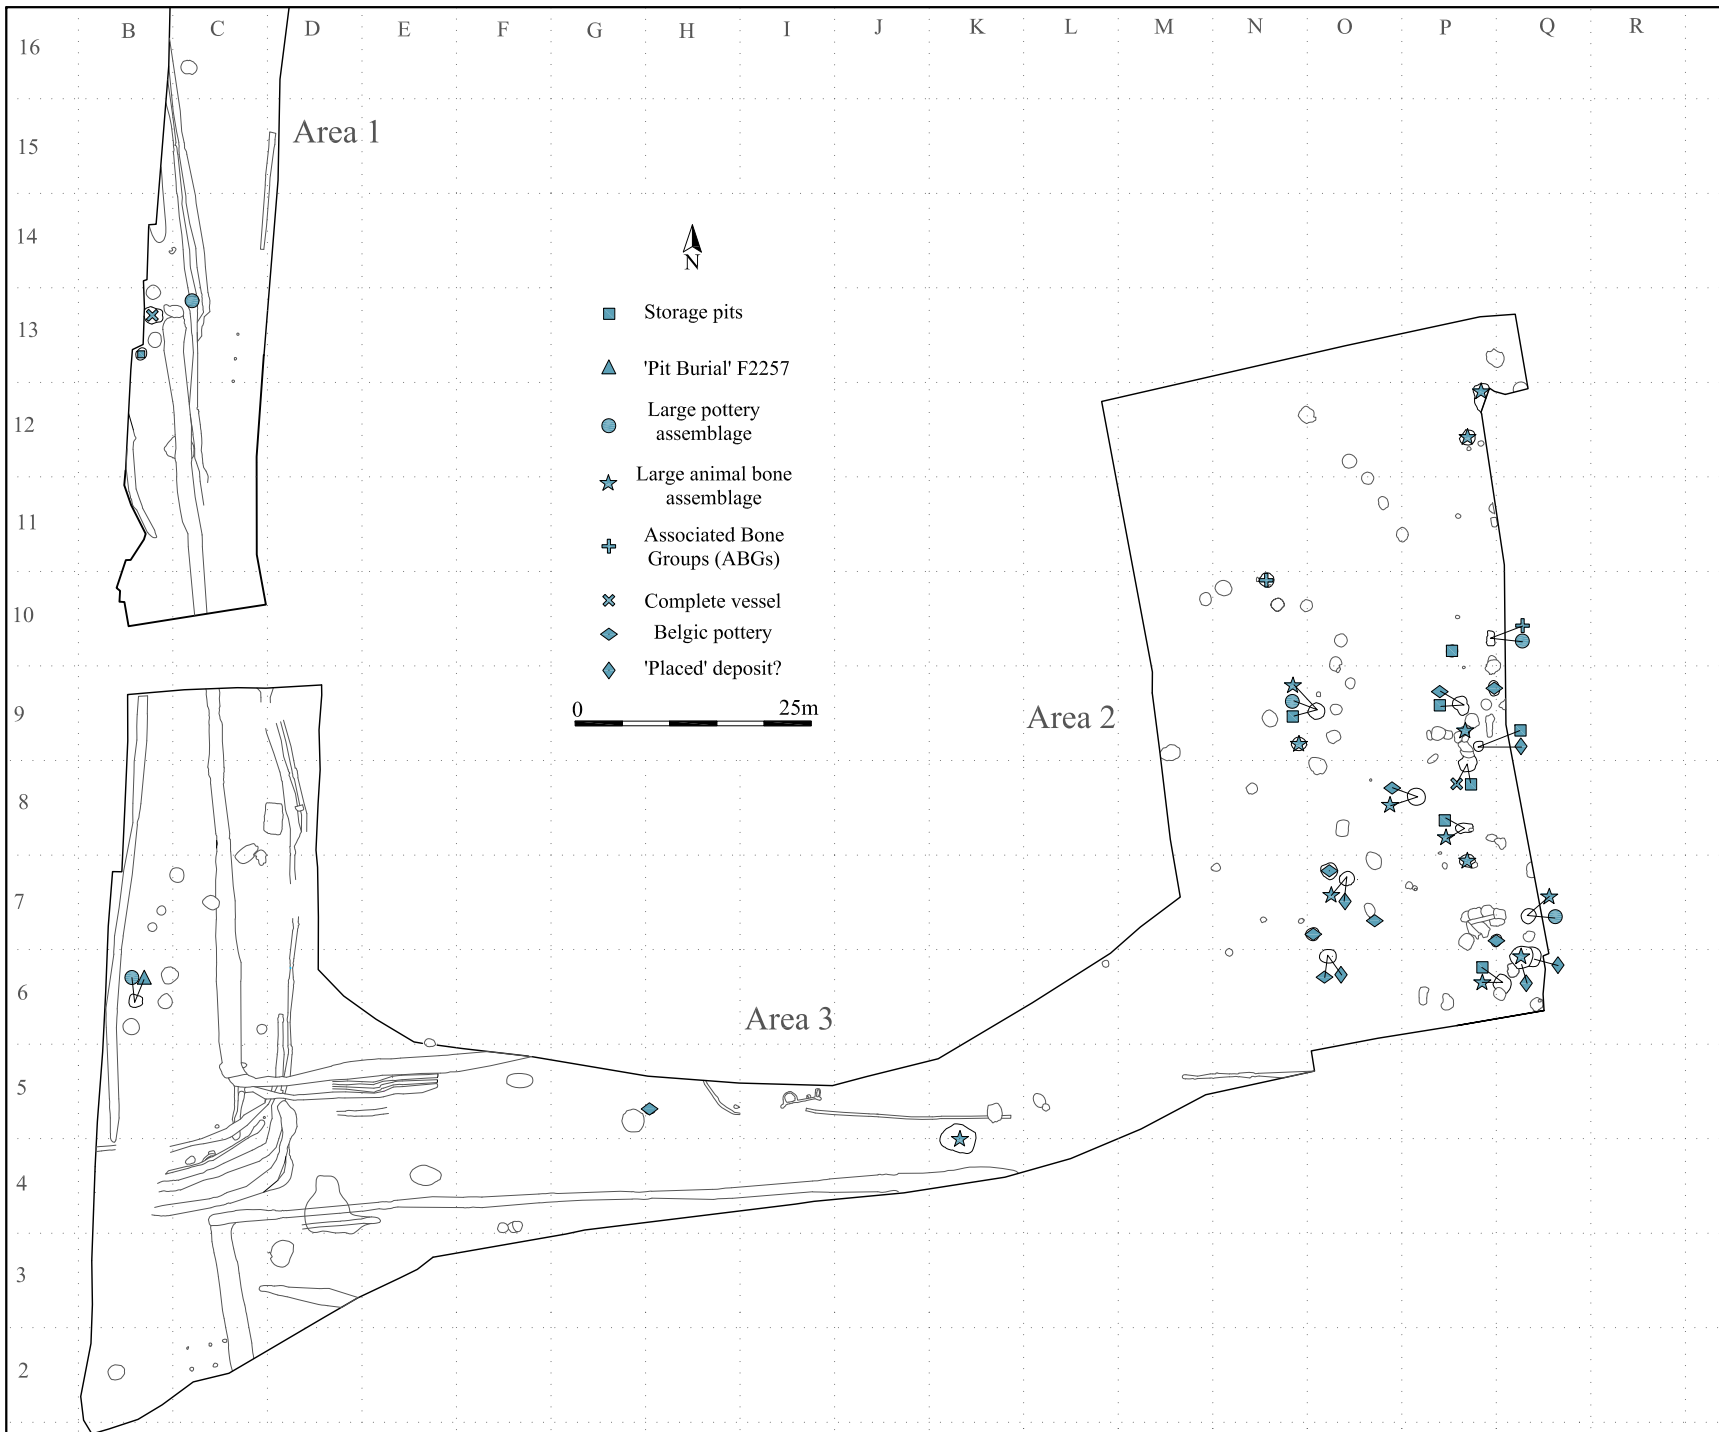 B C D E F G H I J K L M N O P Q R
16
15
14
13
12
11
10
9
8
7
6
5
4
3
2
Area 1
N
Storage pits
'Pit Burial' F2257
Large pottery
assemblage
Large animal bone
assemblage
Associated Bone
Groups (ABGs)
Complete vessel
Belgic pottery
'Placed' deposit?
0 25m
Area 2
Area 3